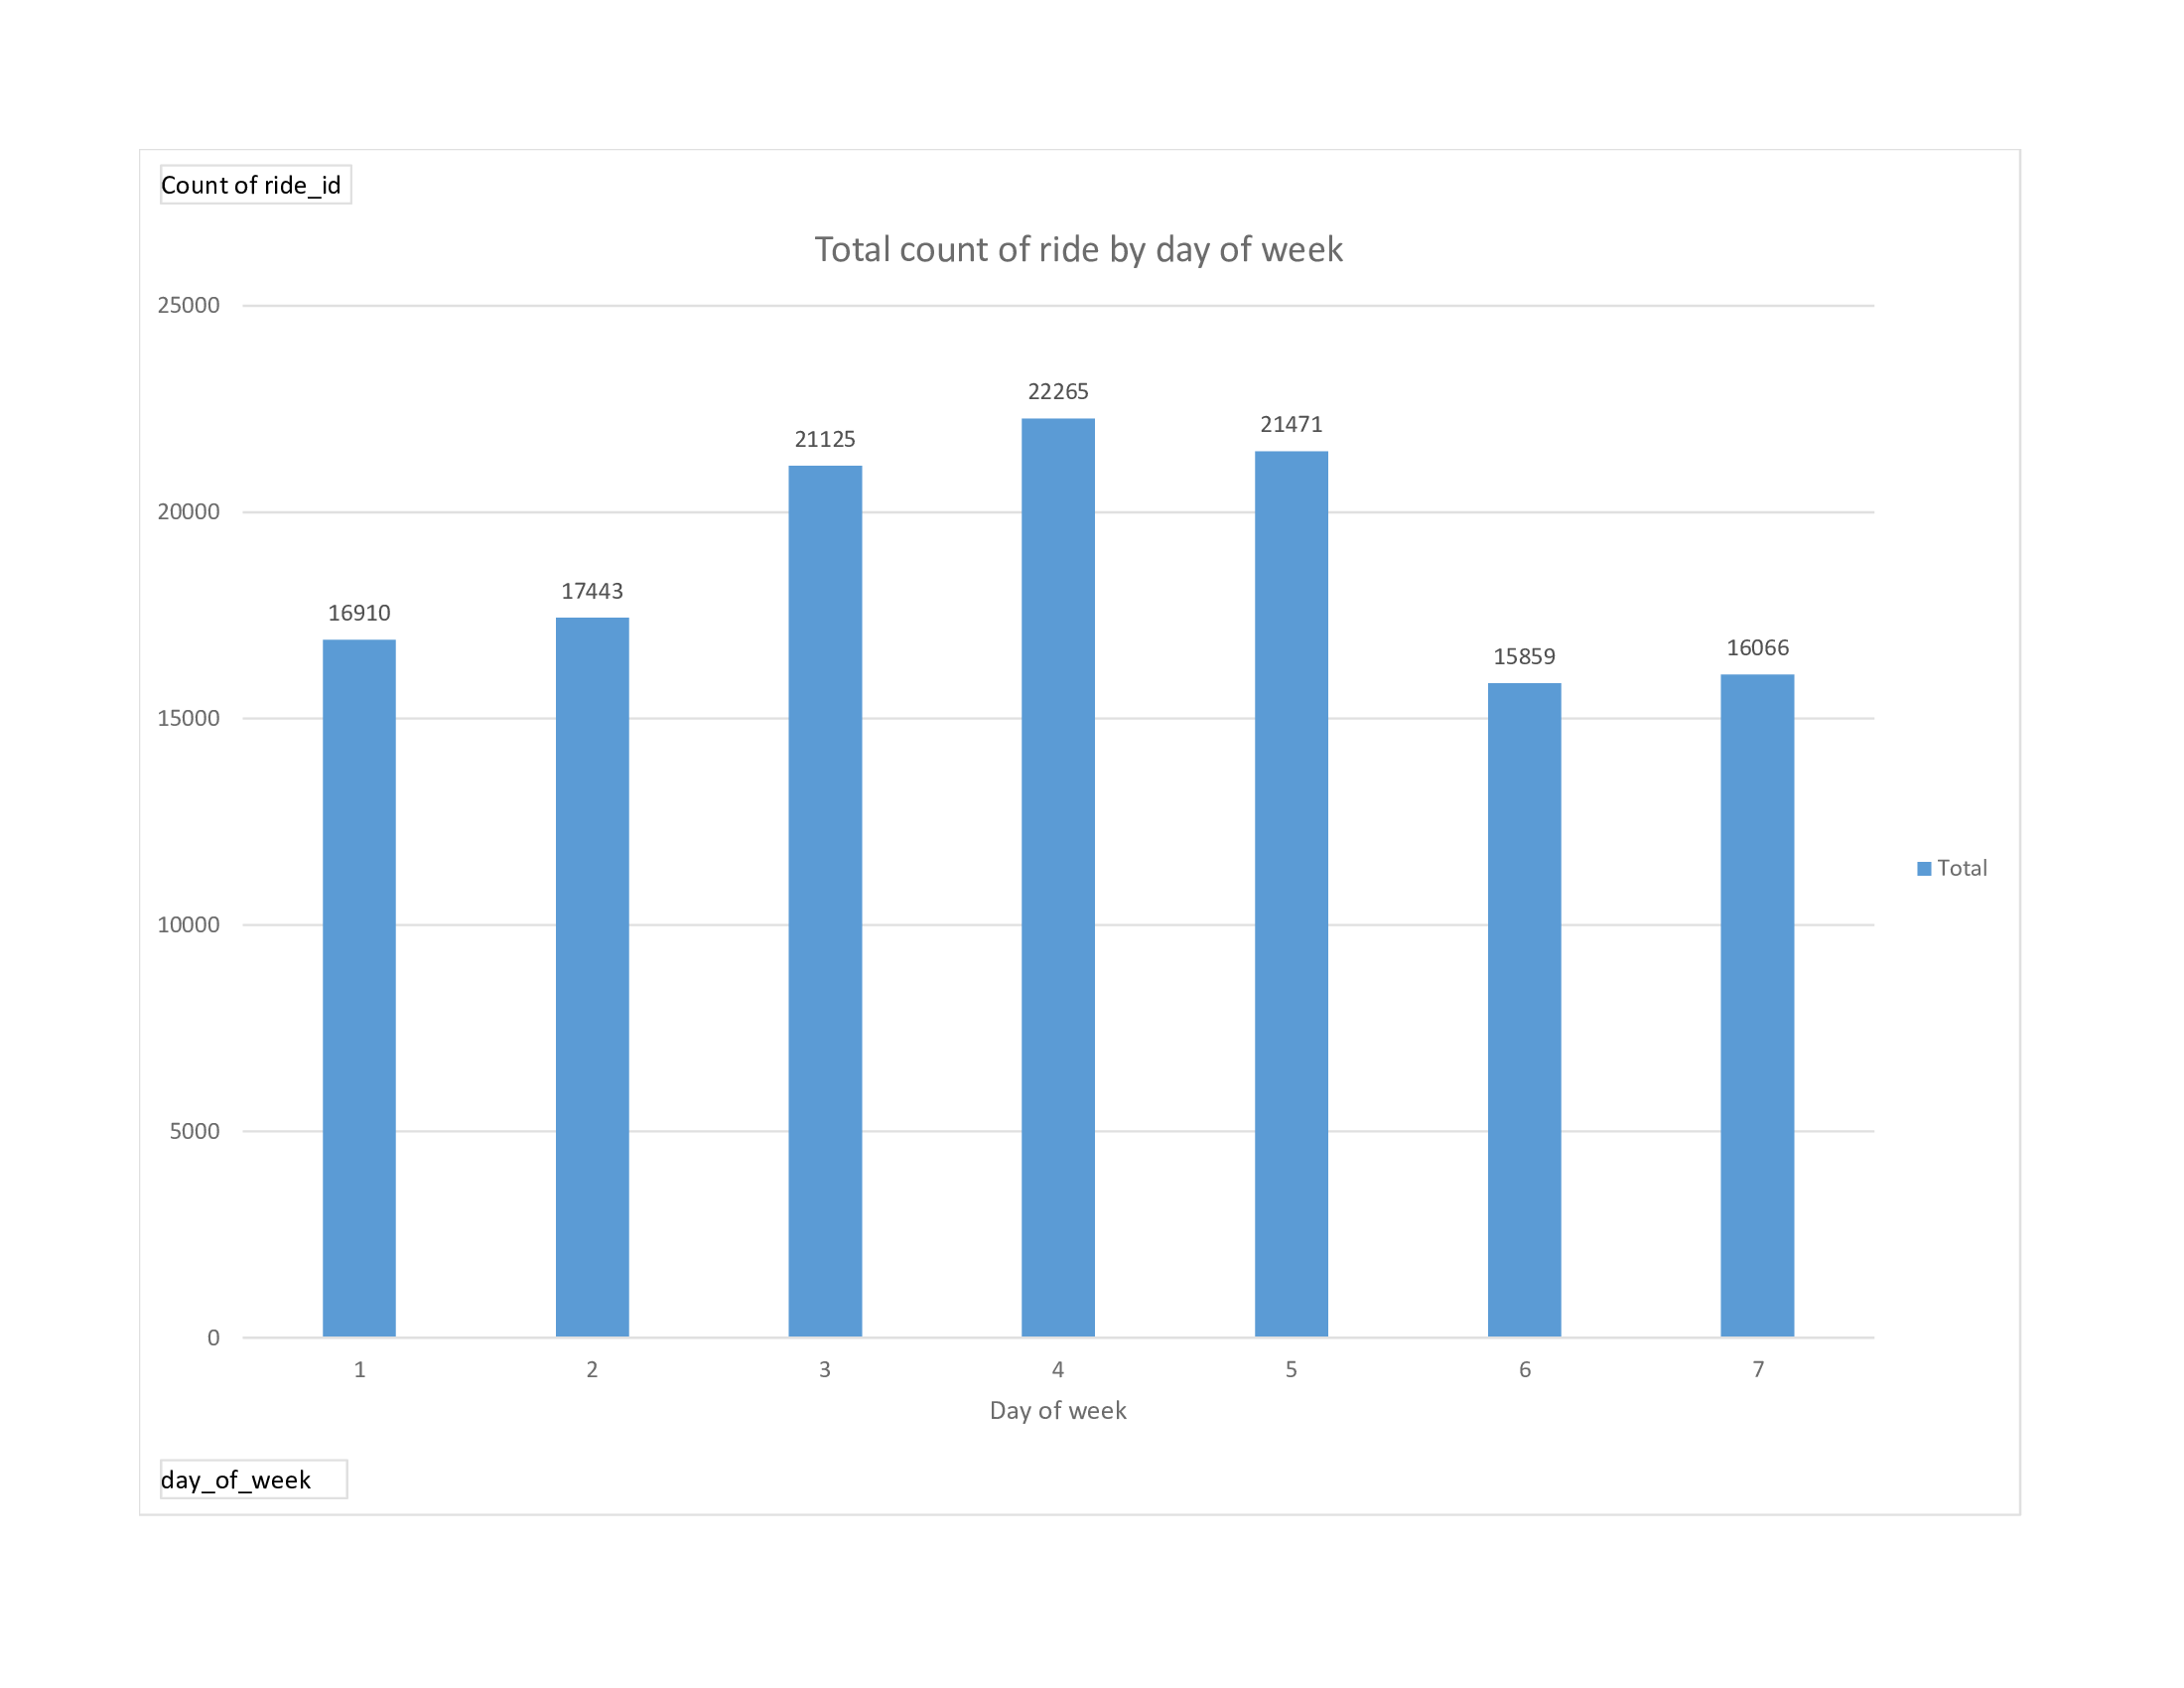 Count of ride_id
Total count of ride by day of week
25000
20000
15000
10000
5000
0
16910
17443
21125
22265
21471
15859
16066
1 2 3 4 5 6 7
Day of week
Total
day_of_week